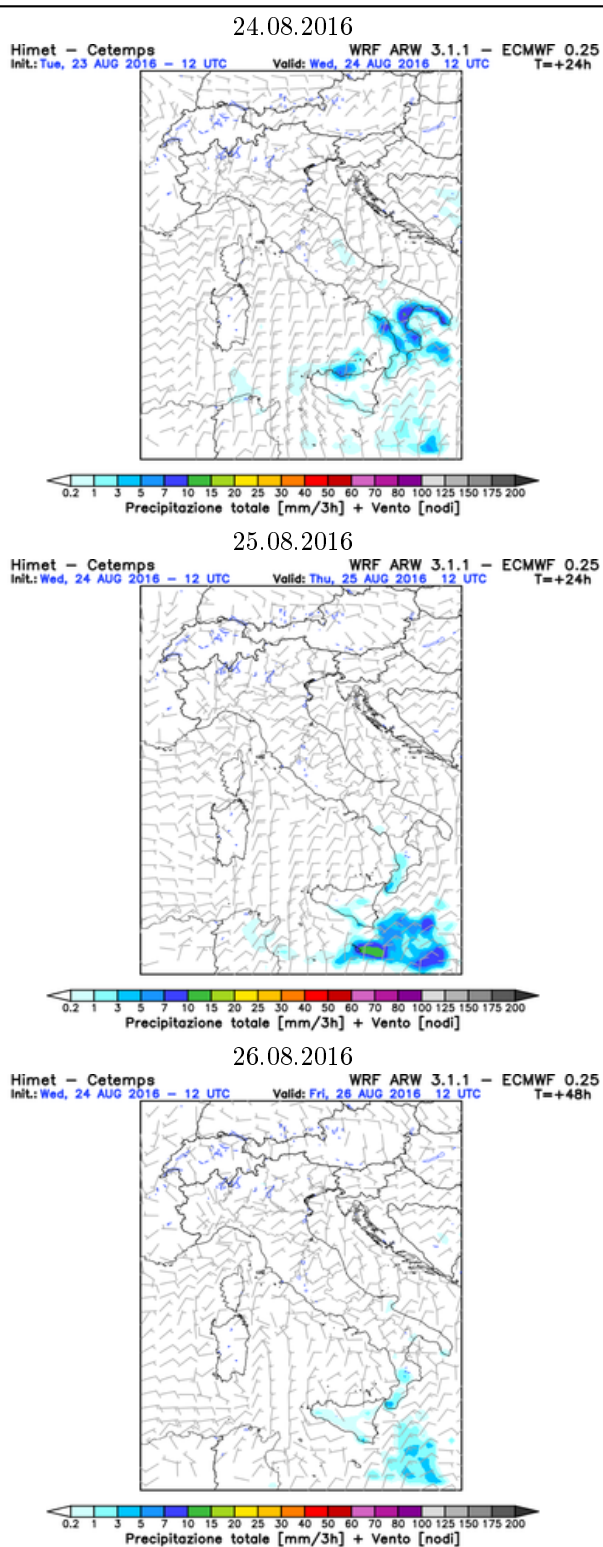 24.08.2016
Himet – Cetemps WRF ARW 3.1.1 – ECMWF 0.25
Init.: Tue, 23 AUG 2016 – 12 UTC Valid: Wed, 24 AUG 2016 12 UTC T=+24h
0.2 1 3 5 7 10 15 20 25 30 40 50 60 70 80 100 125 150 175 200
Precipitazione totale [mm/3h] + Vento [nodi]
25.08.2016
Himet – Cetemps WRF ARW 3.1.1 – ECMWF 0.25
Init.: Wed, 24 AUG 2016 – 12 UTC Valid: Thu, 25 AUG 2016 12 UTC T=+24h
0.2 1 3 5 7 10 15 20 25 30 40 50 60 70 80 100 125 150 175 200
Precipitazione totale [mm/3h] + Vento [nodi]
26.08.2016
Himet – Cetemps WRF ARW 3.1.1 – ECMWF 0.25
Init.: Wed, 24 AUG 2016 – 12 UTC Valid: Fri, 26 AUG 2016 12 UTC T=+48h
0.2 1 3 5 7 10 15 20 25 30 40 50 60 70 80 100 125 150 175 200
Precipitazione totale [mm/3h] + Vento [nodi]